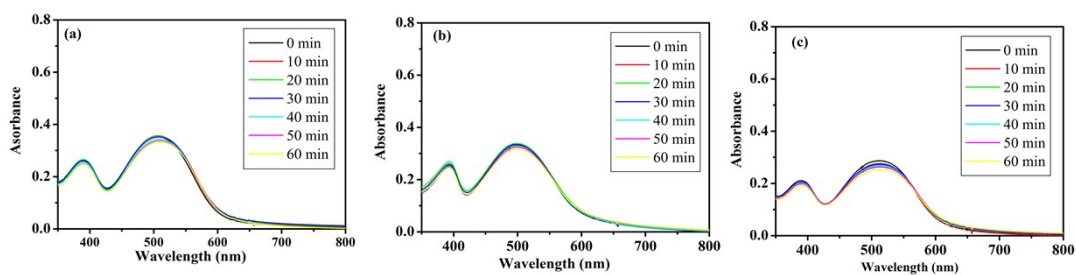 (a)
0 min
10 min
20 min
30 min
40 min
50 min
60 min
Asorbance
0.8
0.6
0.4
0.2
0.0
400 500 600 700 800
Wavelength (nm)
(b)
0 min
10 min
20 min
30 min
40 min
50 min
60 min
Absorbance
0.8
0.6
0.4
0.2
0.0
400 500 600 700 800
Wavelength (nm)
(c)
0 min
10 min
20 min
30 min
40 min
50 min
60 min
Absorbance
0.8
0.6
0.4
0.2
0.0
400 500 600 700 800
Wavelength (nm)